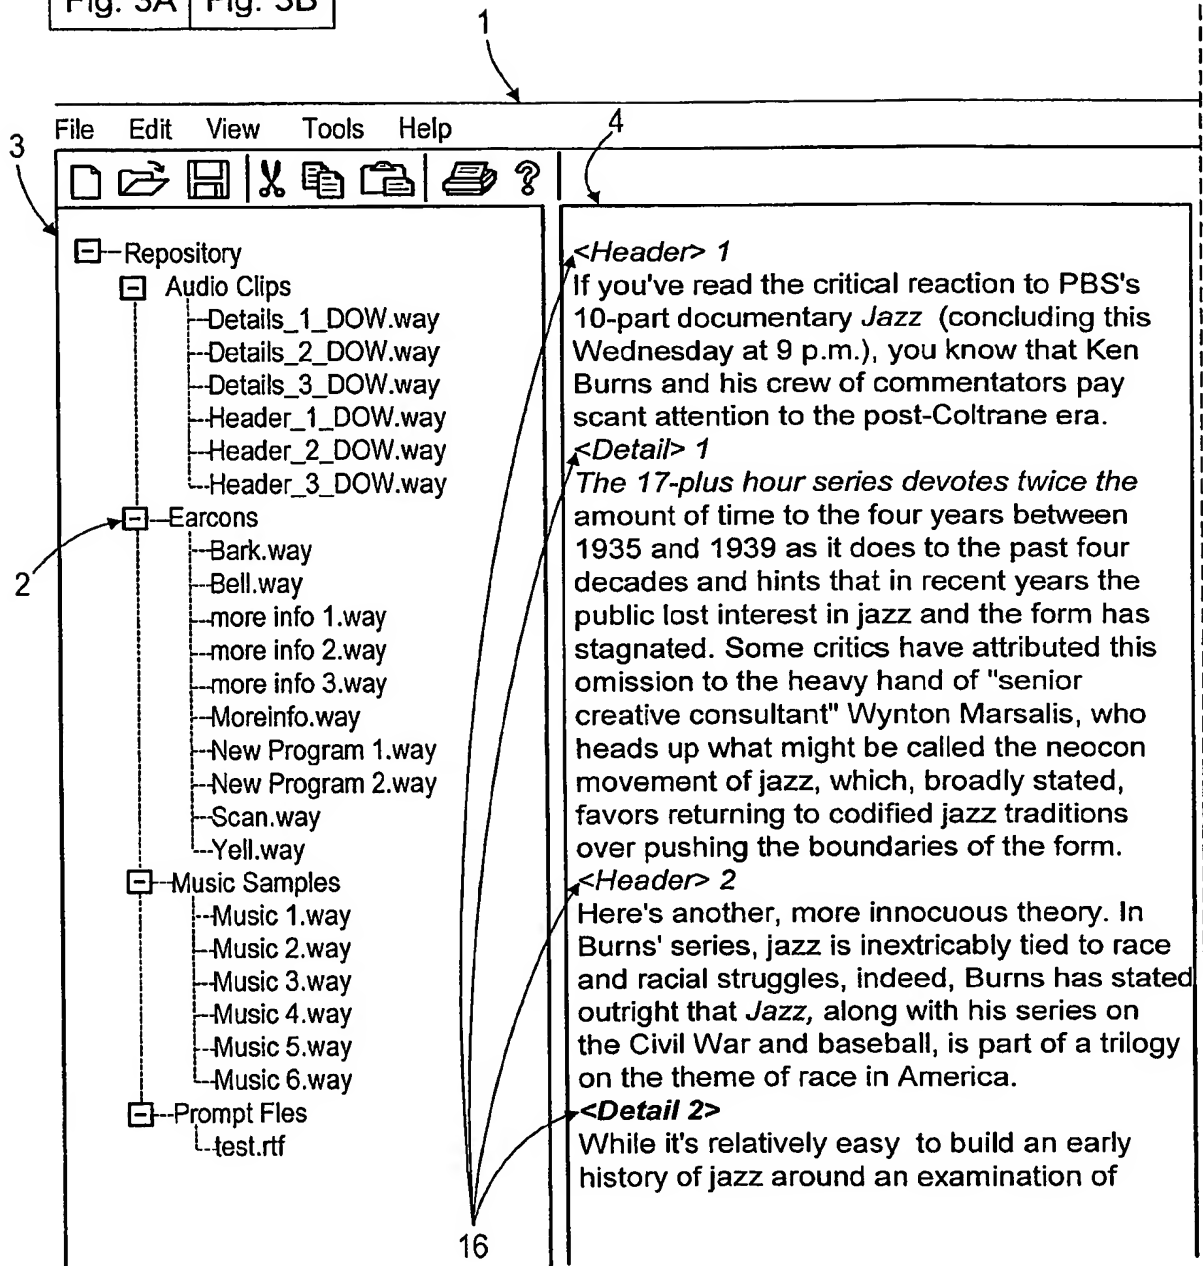 Fig. 3A Fig. 3B
1
File Edit View Tools Help
4
3
?
Repository
Audio Clips
Details_1_DOW.way
Details_2_DOW.way
Details_3_DOW.way
Header_1_DOW.way
Header_2_DOW.way
Header_3_DOW.way
Earcons
2
Bark.way
Bell.way
more info 1.way
more info 2.way
more info 3.way
Moreinfo.way
New Program 1.way
New Program 2.way
Scan.way
Yell.way
Music Samples
Music 1.way
Music 2.way
Music 3.way
Music 4.way
Music 5.way
Music 6.way
Prompt Fles
test.rtf
16
<Header> 1
If you've read the critical reaction to PBS's
10-part documentary Jazz (concluding this
Wednesday at 9 p.m.), you know that Ken
Burns and his crew of commentators pay
scant attention to the post-Coltrane era.
<Detail> 1
The 17-plus hour series devotes twice the
amount of time to the four years between
1935 and 1939 as it does to the past four
decades and hints that in recent years the
public lost interest in jazz and the form has
stagnated. Some critics have attributed this
omission to the heavy hand of "senior
creative consultant" Wynton Marsalis, who
heads up what might be called the neocon
movement of jazz, which, broadly stated,
favors returning to codified jazz traditions
over pushing the boundaries of the form.
<Header> 2
Here's another, more innocuous theory. In
Burns' series, jazz is inextricably tied to race
and racial struggles, indeed, Burns has stated
outright that Jazz, along with his series on
the Civil War and baseball, is part of a trilogy
on the theme of race in America.
<Detail 2>
While it's relatively easy to build an early
history of jazz around an examination of